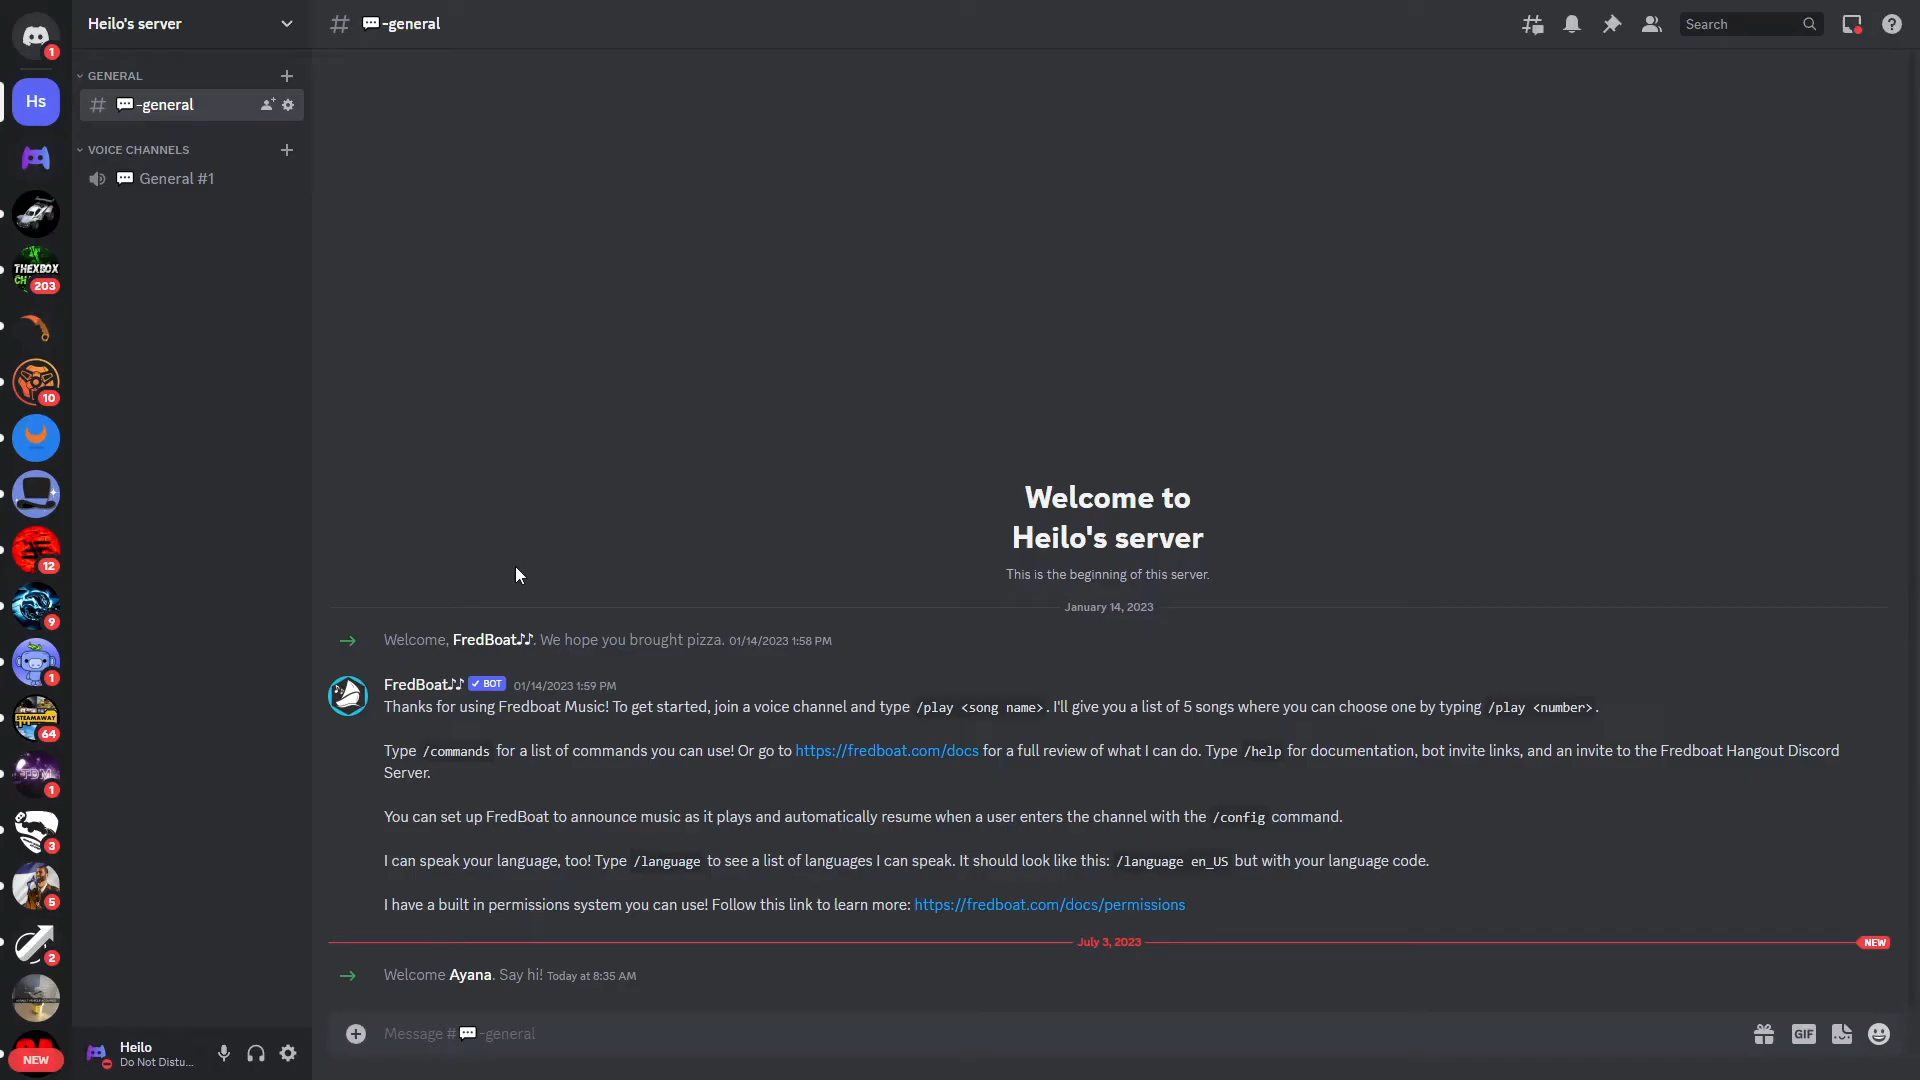 1
Heilo's server
💬-general
Search
Hs
GENERAL
💬-general
VOICE CHANNELS
💬 General #1
THEXBOX
203
10
12
9
1
STEAMAWAY
64
1
3
5
2
NEW
Welcome to
Heilo's server
This is the beginning of this server.
January 14, 2023
Welcome, FredBoat♪♪. We hope you brought pizza. 01/14/2023 1:58 PM
FredBoat♪♪ ✓ BOT 01/14/2023 1:59 PM
Thanks for using Fredboat Music! To get started, join a voice channel and type /play <song name>. I'll give you a list of 5 songs where you can choose one by typing /play <number>.
Type /commands for a list of commands you can use! Or go to https://fredboat.com/docs for a full review of what I can do. Type /help for documentation, bot invite links, and an invite to the Fredboat Hangout Discord
Server.
You can set up FredBoat to announce music as it plays and automatically resume when a user enters the channel with the /config command.
I can speak your language, too! Type /language to see a list of languages I can speak. It should look like this: /language en_US but with your language code.
I have a built in permissions system you can use! Follow this link to learn more: https://fredboat.com/docs/permissions
July 3, 2023
NEW
Welcome Ayana. Say hi! Today at 8:35 AM
Message #💬-general
GIF
Heilo
Do Not Distu...